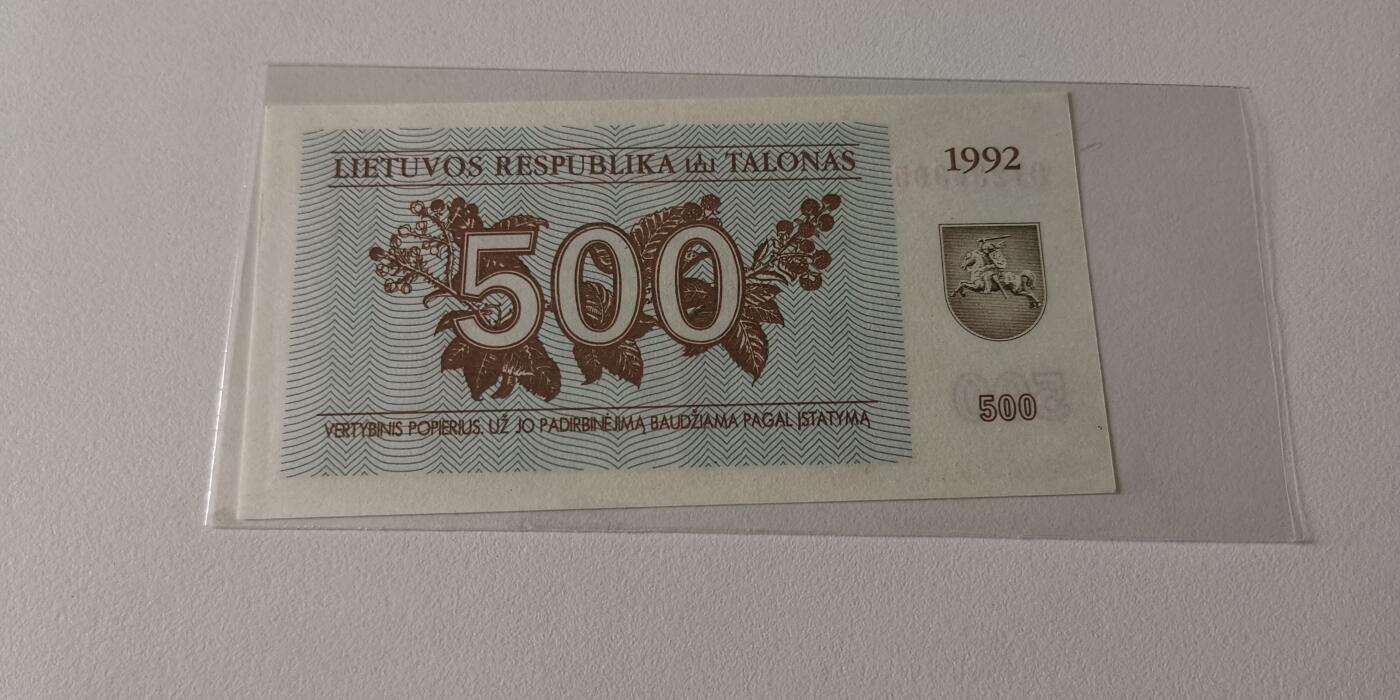 LIETUVOS RESPUBLIKA TALONAS
1992
500
500
VERTYBINIS POPIERIUS. UŽ JO PADIRBINĖJIMĄ BAUDŽIAMA PAGAL ĮSTATYMĄ